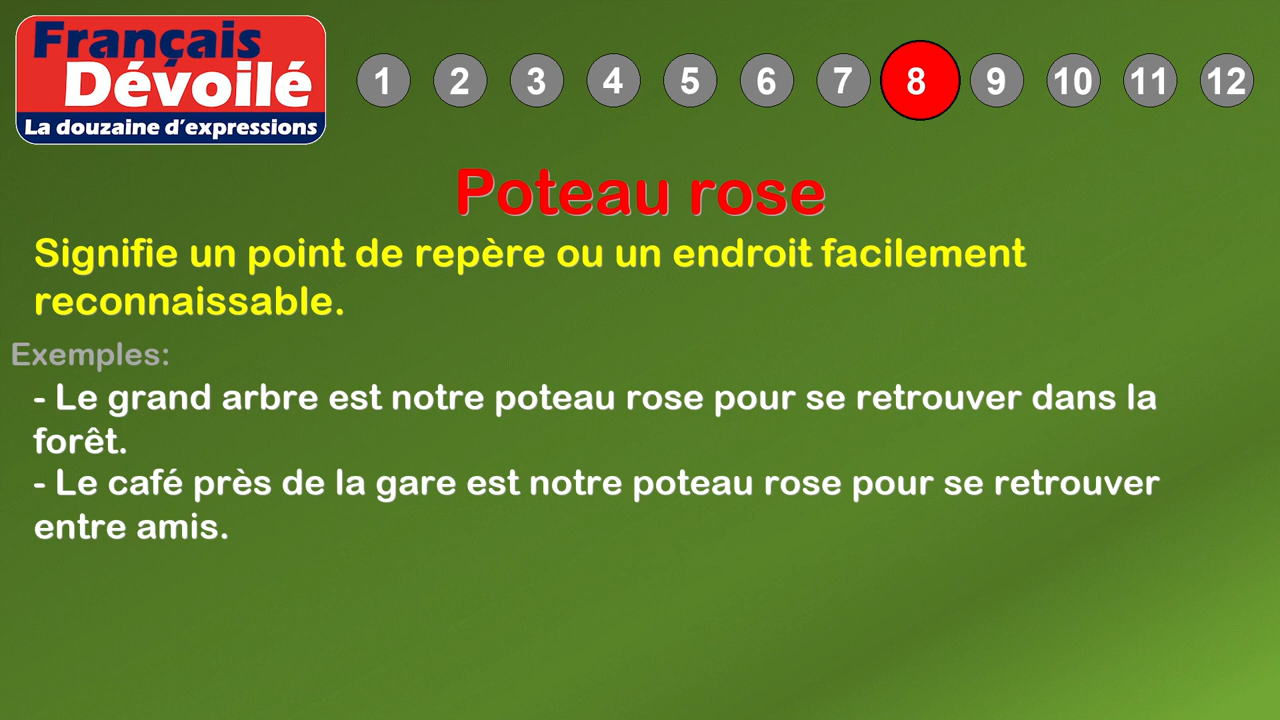 Français
Dévoilé
La douzaine d'expressions
1 2 3 4 5 6 7 8 9 10 11 12
Poteau rose
Signifie un point de repère ou un endroit facilement
reconnaissable.
Exemples:
- Le grand arbre est notre poteau rose pour se retrouver dans la
forêt.
- Le café près de la gare est notre poteau rose pour se retrouver
entre amis.